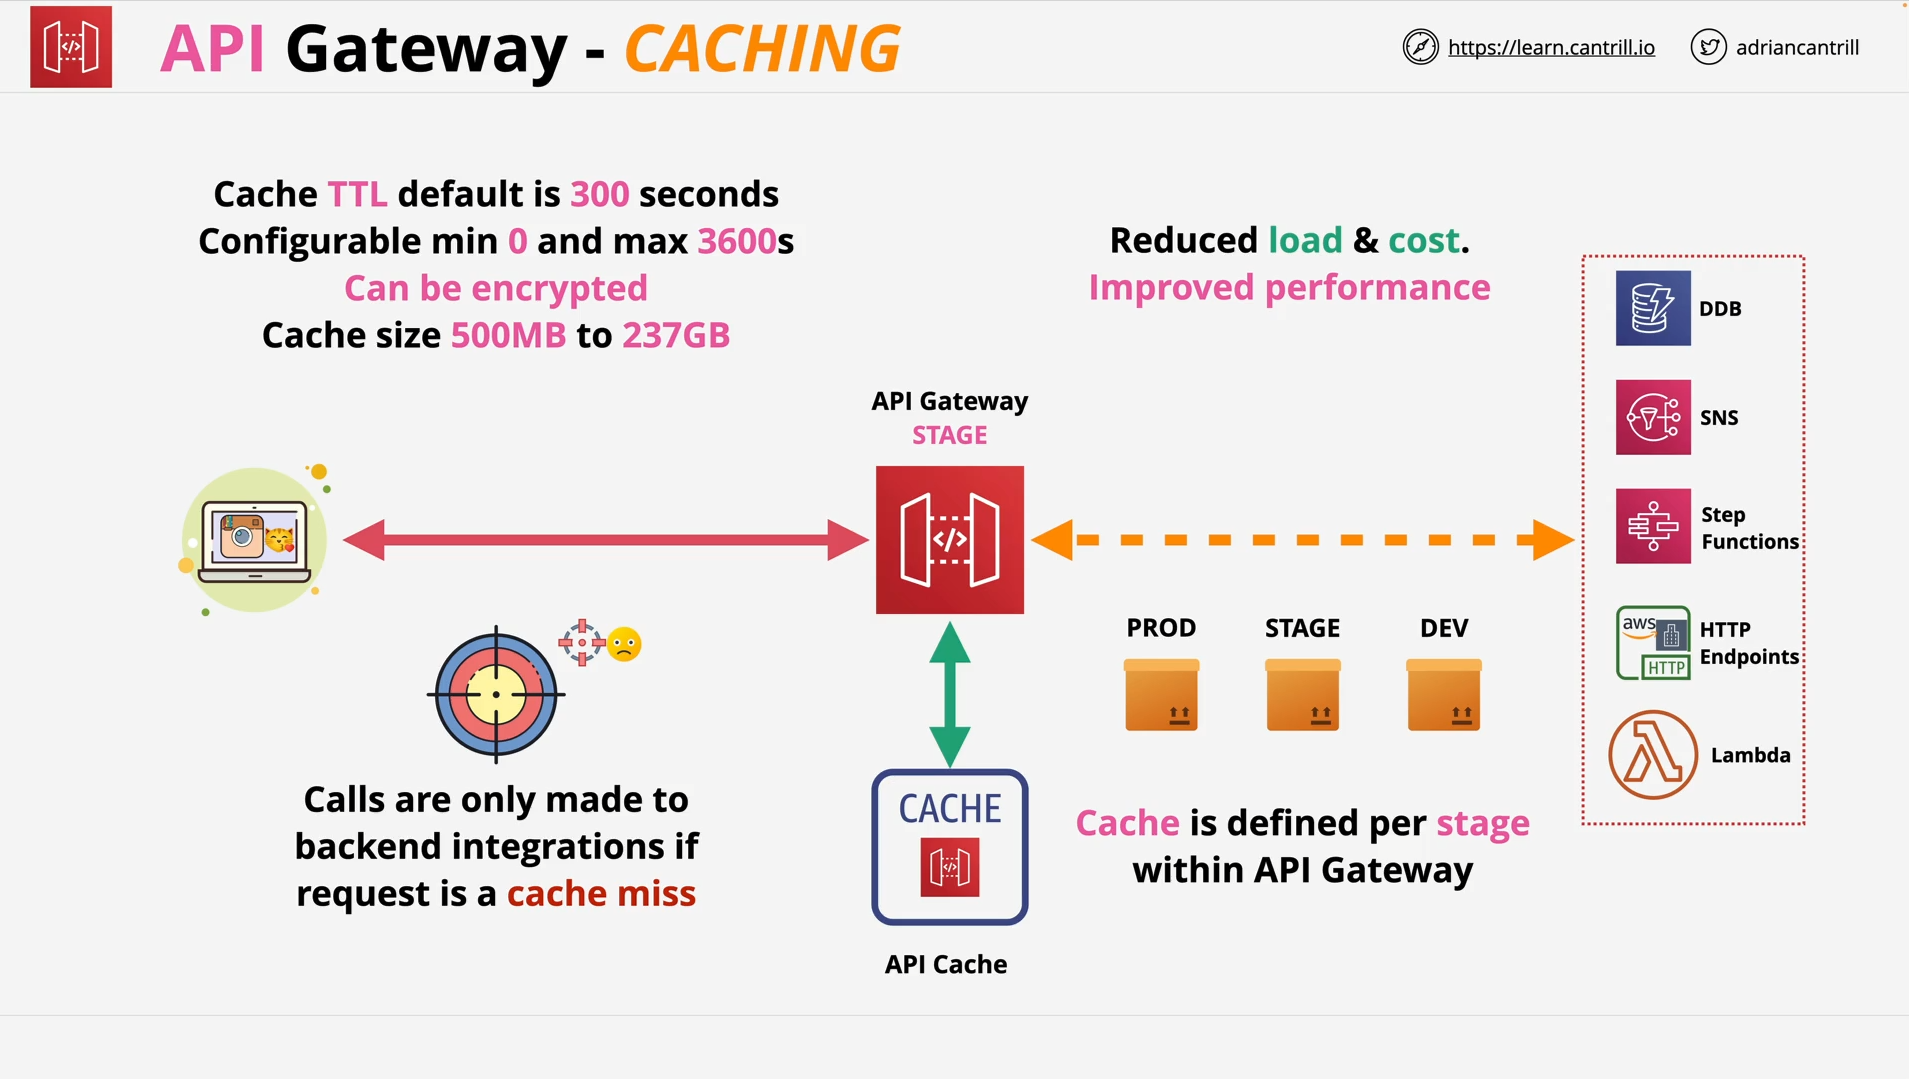 API Gateway - CACHING
https://learn.cantrill.io
adriancantrill
Cache TTL default is 300 seconds
Configurable min 0 and max 3600s
Can be encrypted
Cache size 500MB to 237GB
Reduced load & cost.
Improved performance
API Gateway
STAGE
DDB
SNS
Step
Functions
aws
HTTP
HTTP
Endpoints
Lambda
PROD
STAGE
DEV
Calls are only made to
backend integrations if
request is a cache miss
CACHE
API Cache
Cache is defined per stage
within API Gateway